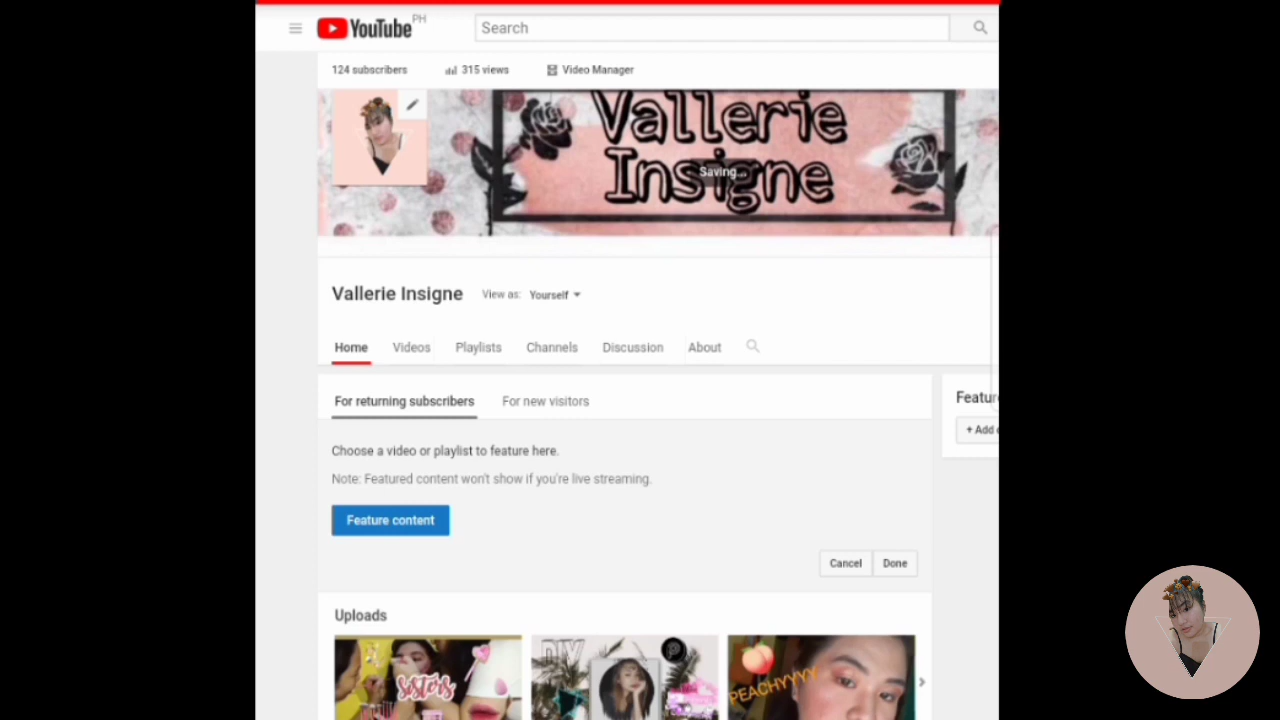 YouTube PH
Search
124 subscribers 315 views Video Manager
Vallerie
Insigne
Saving...
Vallerie Insigne View as: Yourself
Home Videos Playlists Channels Discussion About
For returning subscribers For new visitors
Choose a video or playlist to feature here.
Note: Featured content won't show if you're live streaming.
Feature content
Cancel Done
Featur
+ Add
Uploads
sisters
DIY
PEACHYYYY